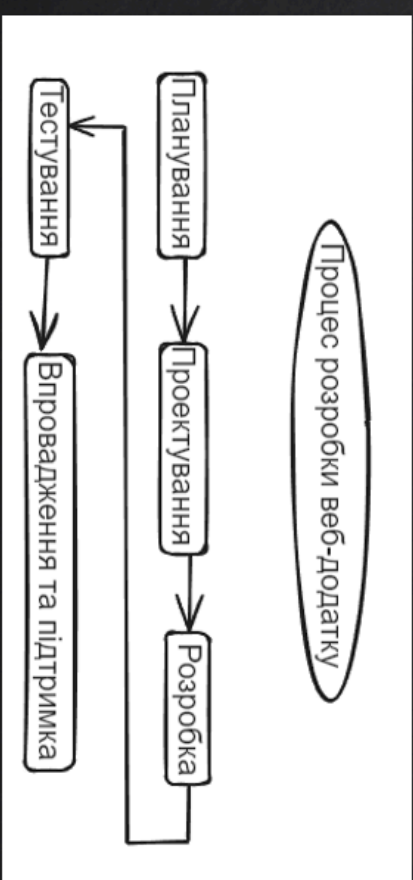 Процес розробки веб-додатку
Планування
Проектування
Розробка
Тестування
Впровадження та підтримка